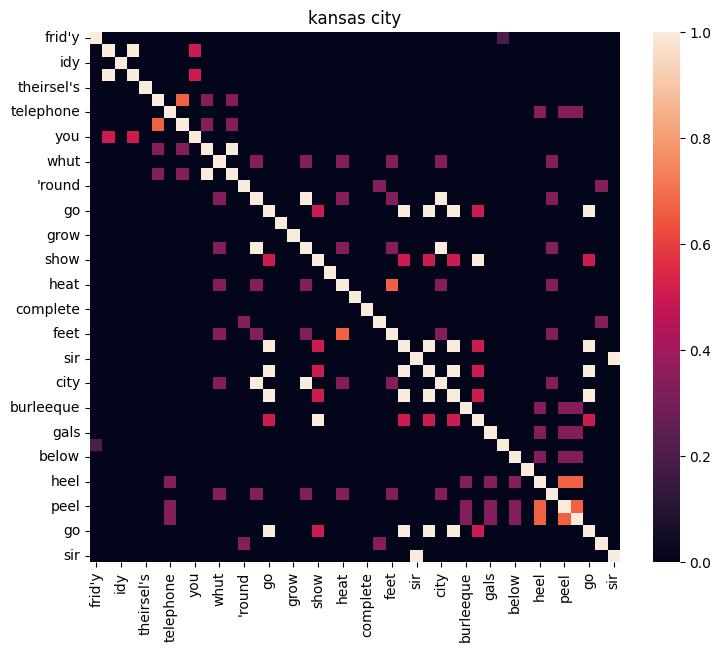 kansas city
frid'y
idy
theirsel's
telephone
you
whut
'round
go
grow
show
heat
complete
feet
sir
city
burleeque
gals
below
heel
peel
go
sir
1.0
0.8
0.6
0.4
0.2
0.0
frid'y
idy
theirsel's
telephone
you
whut
'round
go
grow
show
heat
complete
feet
sir
city
burleeque
gals
below
heel
peel
go
sir